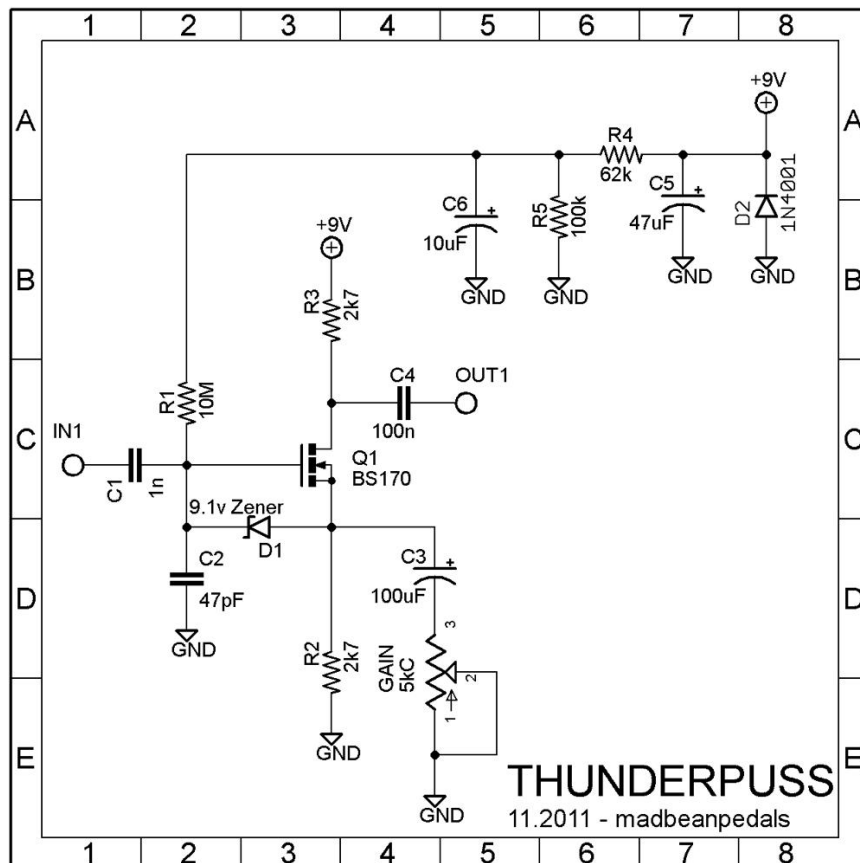 1 2 3 4 5 6 7 8
A A
+9V
R4
62k
C5
47uF
D2
1N4001
C6
10uF
R5
100k
+9V
B B
GND GND GND GND
R3
2k7
C4
100n
OUT1
R1
10M
IN1
C C
C1
1n
Q1
BS170
9.1v Zener
D1
C2
47pF
C3
100uF
D D
GND
R2
2k7
GAIN
5kC
3
2
1
GND
E E
GND
THUNDERPUSS
11.2011 - madbeanpedals
1 2 3 4 5 6 7 8